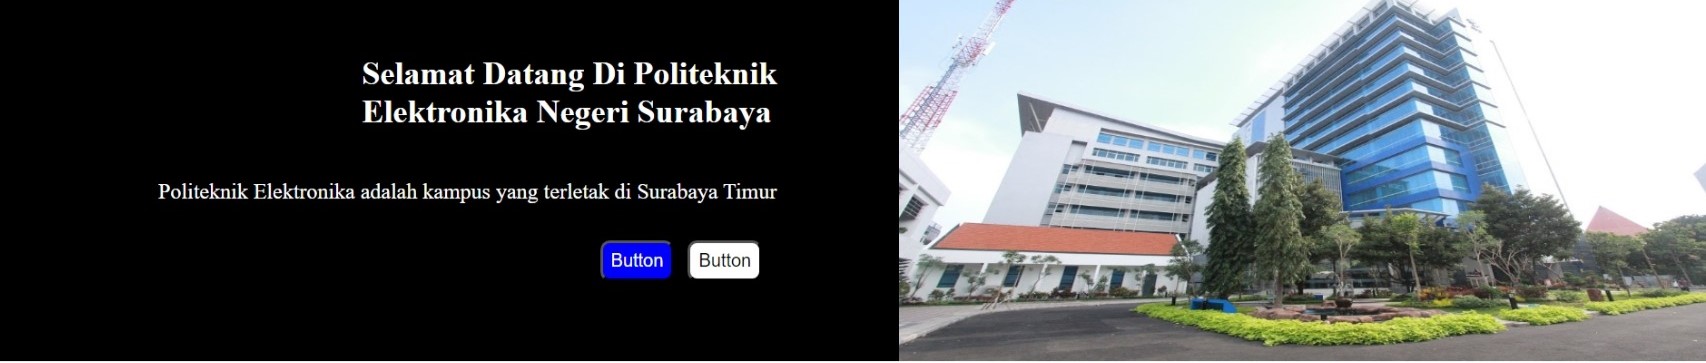 Selamat Datang Di Politeknik
Elektronika Negeri Surabaya
Politeknik Elektronika adalah kampus yang terletak di Surabaya Timur
Button Button